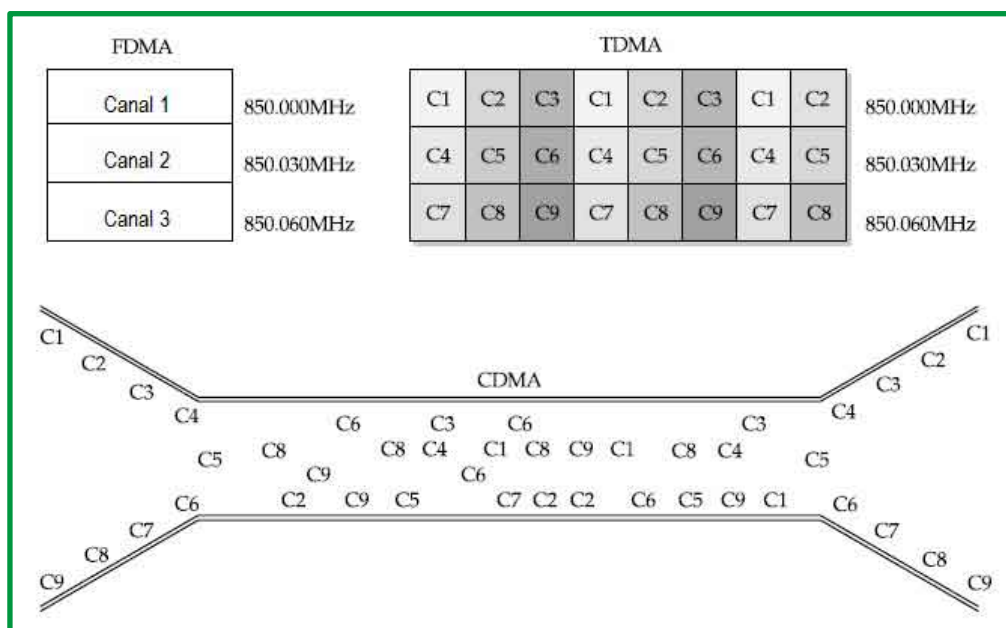 FDMA
Canal 1 850.000MHz
Canal 2 850.030MHz
Canal 3 850.060MHz
TDMA
C1 C2 C3 C1 C2 C3 C1 C2 850.000MHz
C4 C5 C6 C4 C5 C6 C4 C5 850.030MHz
C7 C8 C9 C7 C8 C9 C7 C8 850.060MHz
CDMA
C1 C1
C2 C2
C3 C3
C4 C4
C6 C3 C6 C3
C8 C8 C4 C1 C8 C9 C1 C8 C4
C5 C5
C9 C6
C2 C9 C5 C7 C2 C2 C6 C5 C9 C1
C6 C6
C7 C7
C8 C8
C9 C9